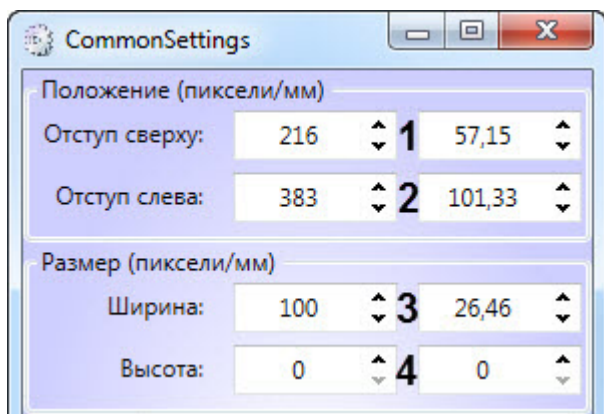 CommonSettings
Положение (пиксели/мм)
Отступ сверху: 216 1 57,15
Отступ слева: 383 2 101,33
Размер (пиксели/мм)
Ширина: 100 3 26,46
Высота: 0 4 0